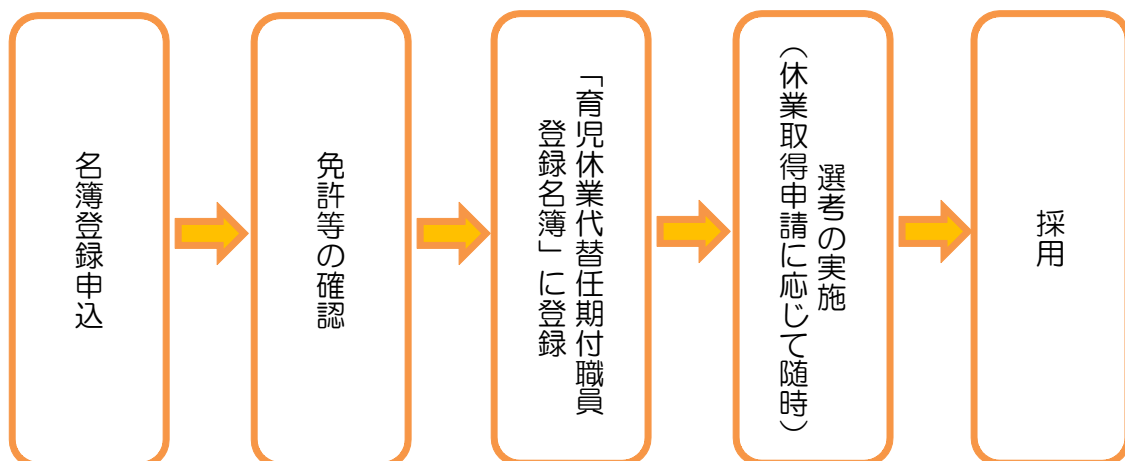 名簿登録申込
免許等の確認
「育児休業代替任期付職員
登録名簿」に登録
選考の実施
（休業取得申請に応じて随時）
採用